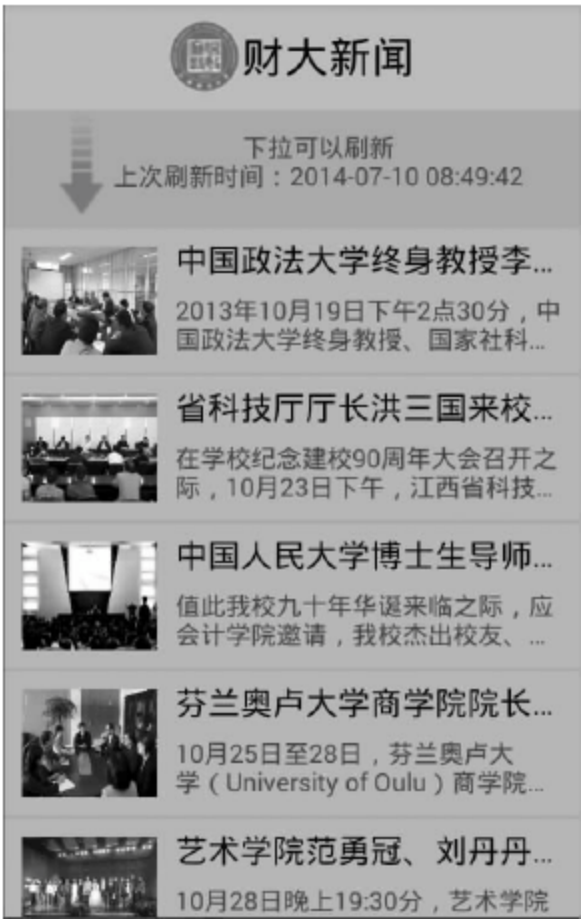 财大新闻
下拉可以刷新
上次刷新时间：2014-07-10 08:49:42
中国政法大学终身教授李...
2013年10月19日下午2点30分，中
国政法大学终身教授、国家社科...
省科技厅厅长洪三国来校...
在学校纪念建校90周年大会召开之
际，10月23日下午，江西省科技...
中国人民大学博士生导师...
值此我校九十年华诞来临之际，应
会计学院邀请，我校杰出校友、...
芬兰奥卢大学商学院院长...
10月25日至28日，芬兰奥卢大
学（University of Oulu）商学院...
艺术学院范勇冠、刘丹丹...
10月28日晚上19:30分，艺术学院